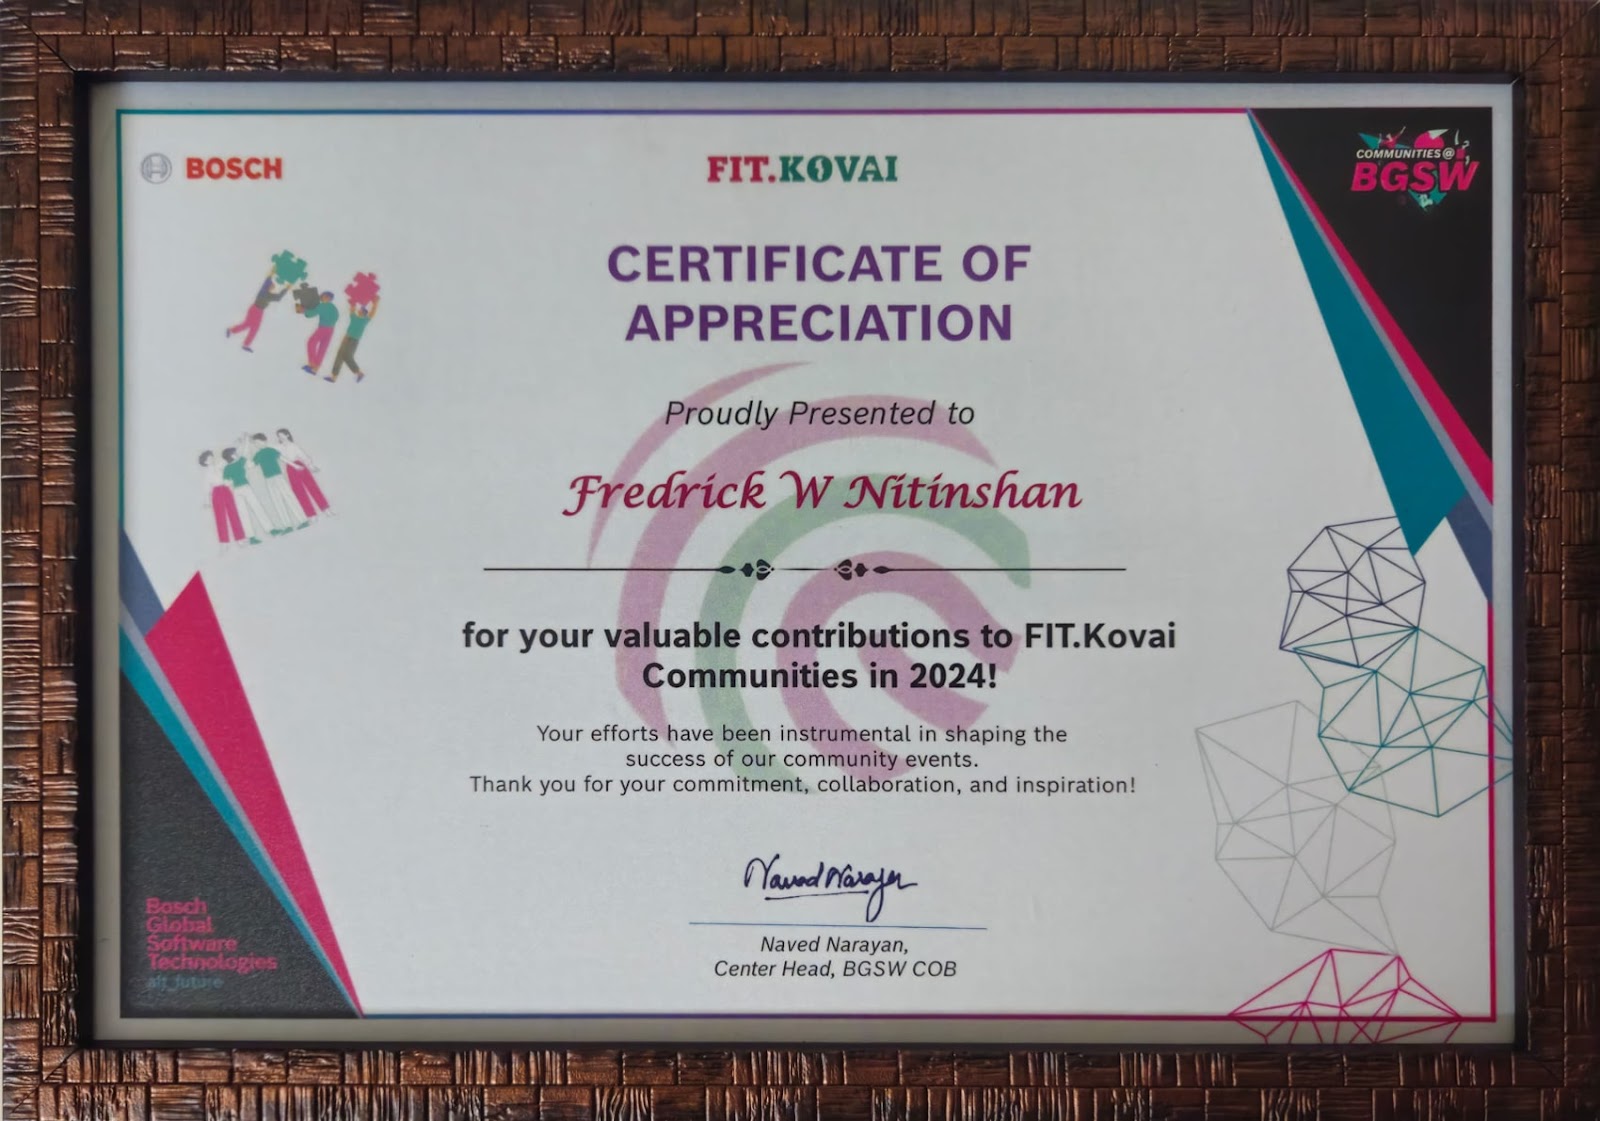 BOSCH
FIT.KOVAI
COMMUNITIES@
BGSW
CERTIFICATE OF
APPRECIATION
Proudly Presented to
Fredrick W Nitinshan
for your valuable contributions to FIT.Kovai
Communities in 2024!
Your efforts have been instrumental in shaping the
success of our community events.
Thank you for your commitment, collaboration, and inspiration!
Naved Narayan
Naved Narayan,
Center Head, BGSW COB
Bosch
Global
Software
Technologies
alt_future